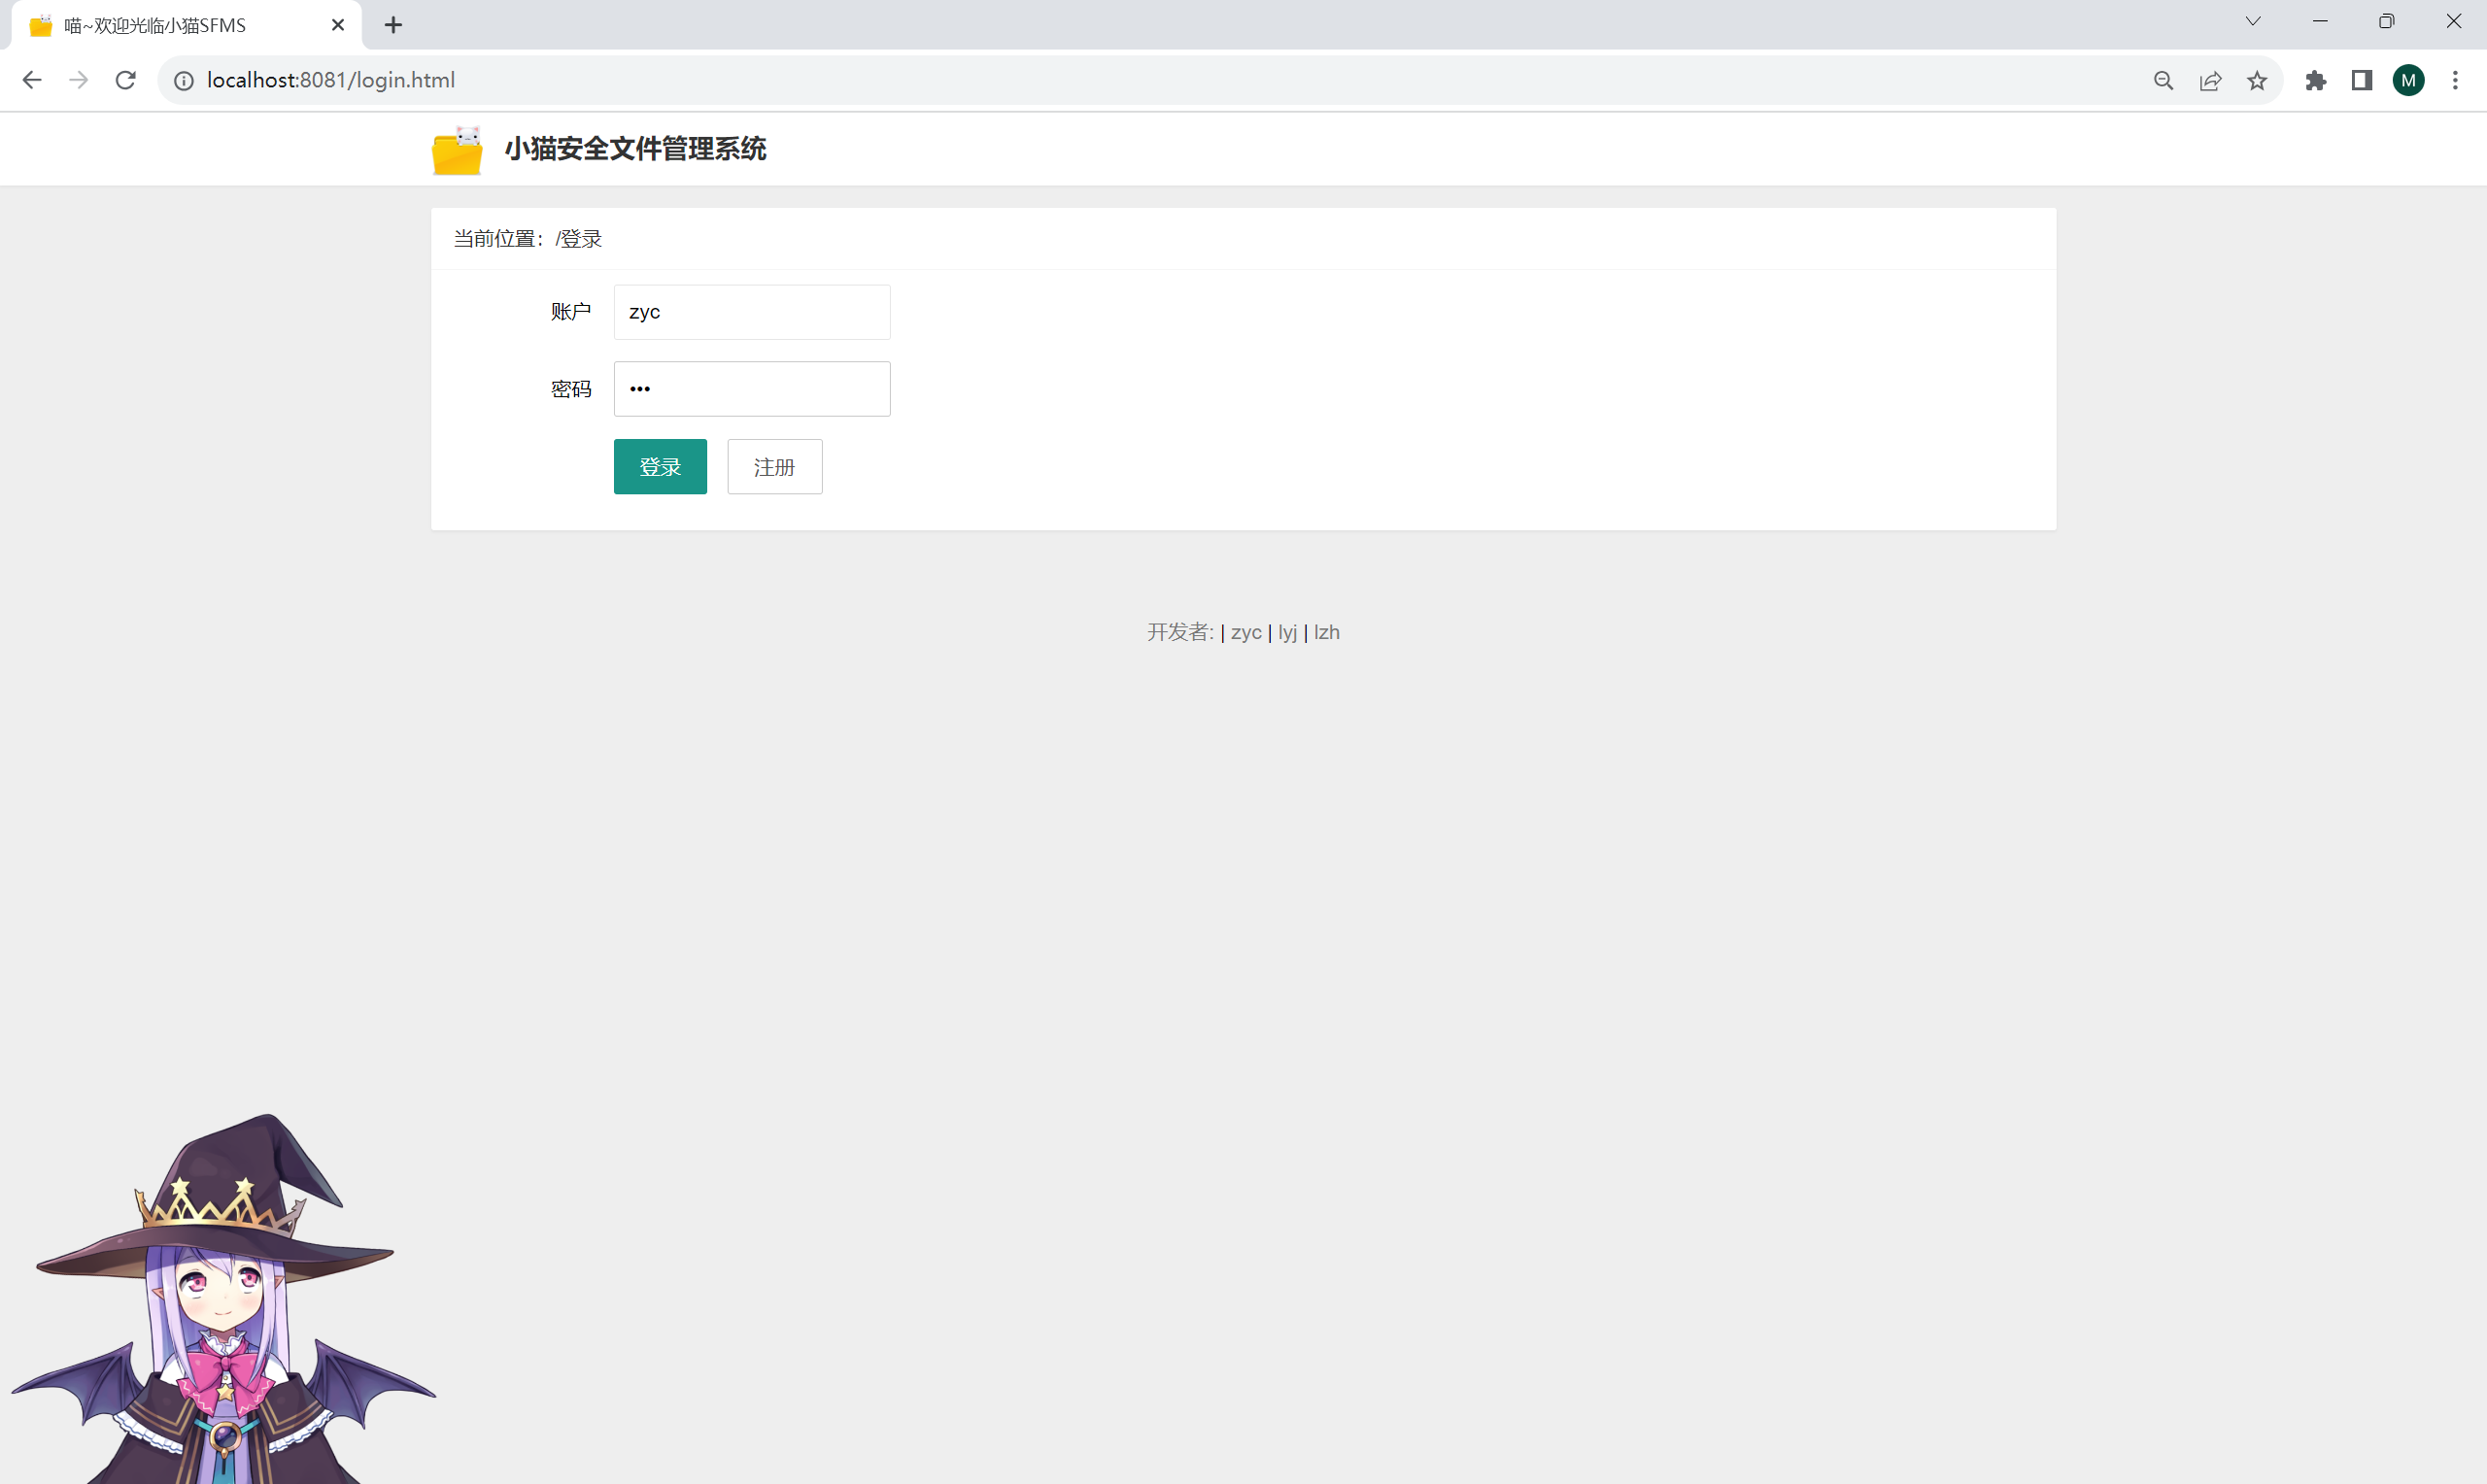 喵~欢迎光临小猫SFMS
localhost:8081/login.html
M
小猫安全文件管理系统
当前位置：/登录
账户 zyc
密码 •••
登录 注册
开发者: | zyc | lyj | lzh